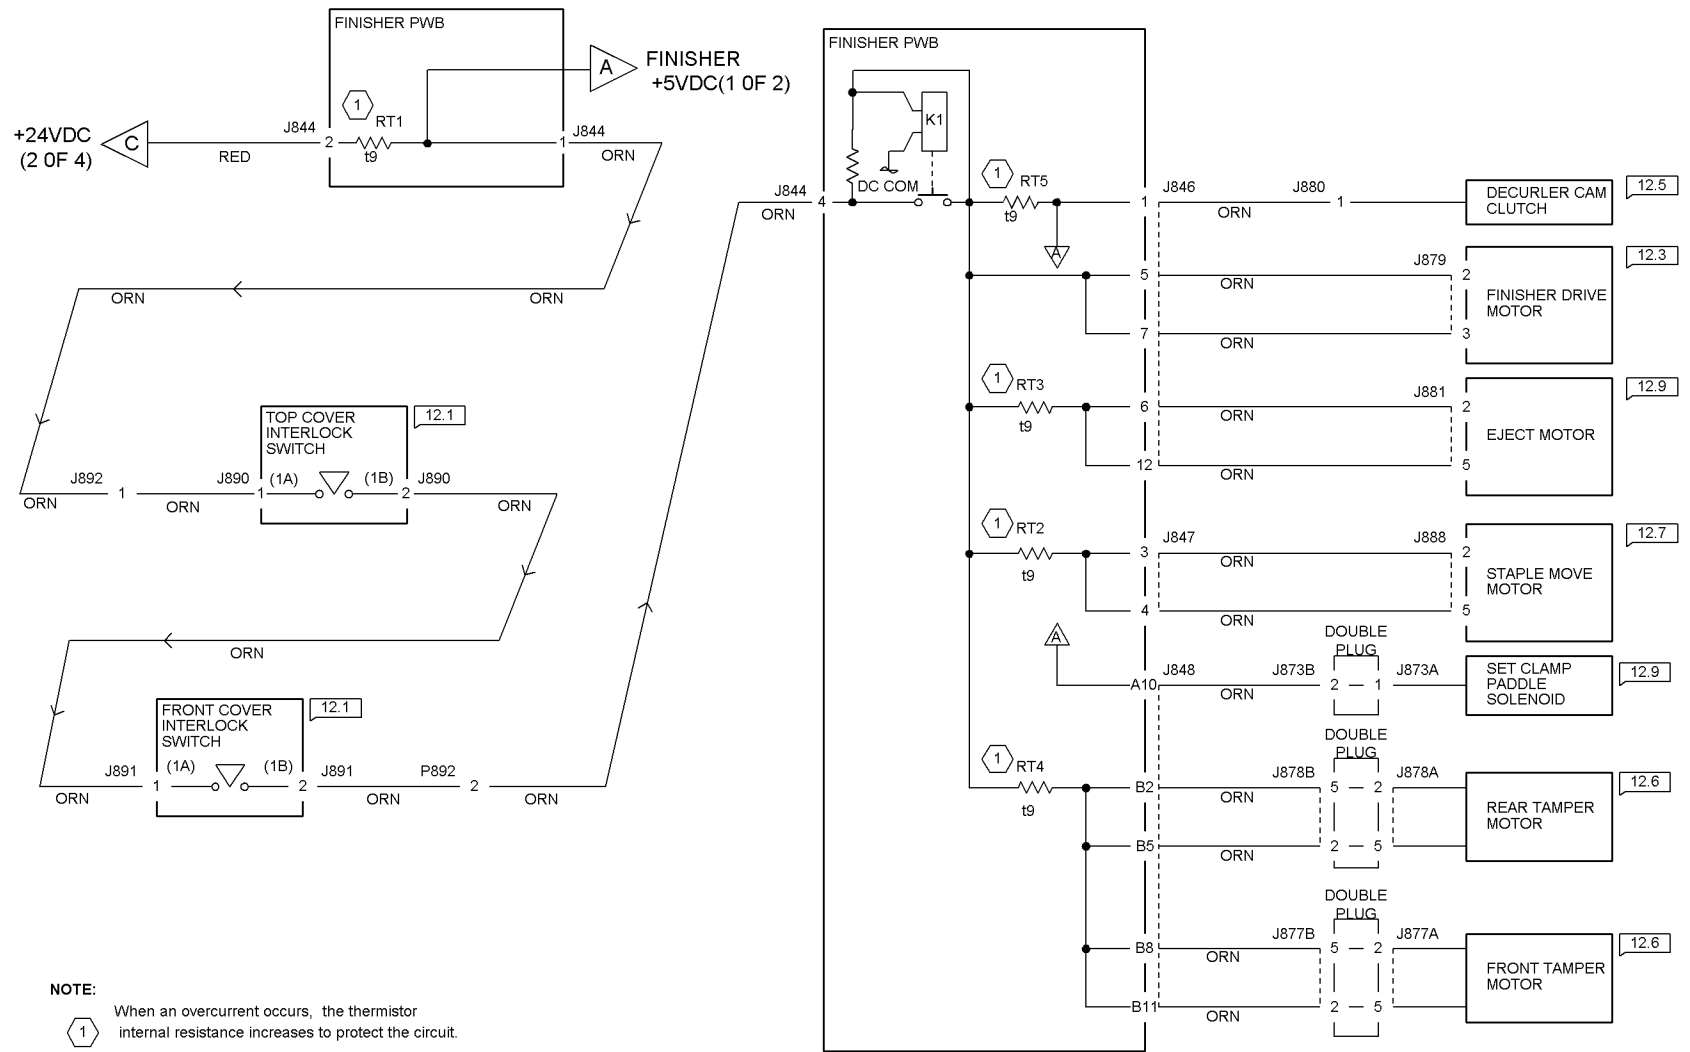 FINISHER PWB
A
FINISHER
+5VDC(1 0F 2)
1
RT1
t9
+24VDC
(2 0F 4)
C
RED
J844
2
1
J844
ORN
ORN
ORN
TOP COVER
INTERLOCK
SWITCH
12.1
J892
1
J890
1
(1A)
(1B)
2
J890
ORN
ORN
ORN
ORN
FRONT COVER
INTERLOCK
SWITCH
12.1
J891
1
(1A)
(1B)
2
J891
P892
2
ORN
ORN
ORN
J844
4
ORN
FINISHER PWB
K1
DC COM
1
RT5
t9
A
1
J846
ORN
J880
1
DECURLER CAM
CLUTCH
12.5
5
ORN
J879
2
7
ORN
3
FINISHER DRIVE
MOTOR
12.3
1
RT3
t9
6
ORN
J881
2
12
ORN
5
EJECT MOTOR
12.9
1
RT2
t9
3
J847
ORN
J888
2
4
ORN
5
STAPLE MOVE
MOTOR
12.7
A
A10
J848
ORN
DOUBLE
PLUG
J873B
2
1
J873A
SET CLAMP
PADDLE
SOLENOID
12.9
1
RT4
t9
B2
ORN
DOUBLE
PLUG
J878B
5
2
J878A
B5
ORN
2
5
REAR TAMPER
MOTOR
12.6
DOUBLE
PLUG
B8
ORN
J877B
5
2
J877A
B11
ORN
2
5
FRONT TAMPER
MOTOR
12.6
NOTE:
1
When an overcurrent occurs, the thermistor
internal resistance increases to protect the circuit.